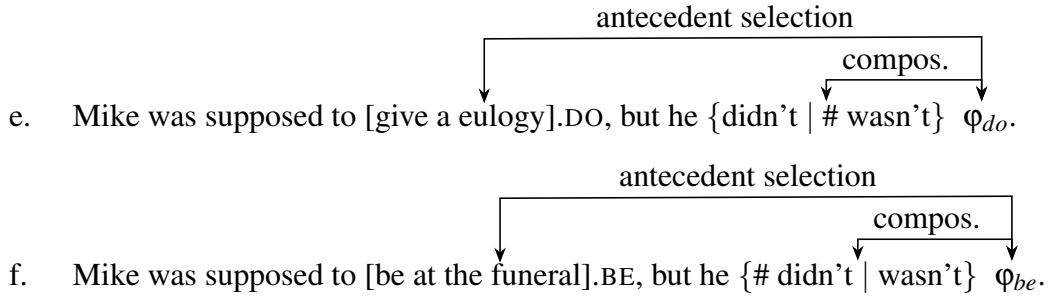 antecedent selection
compos.
e. Mike was supposed to [give a eulogy].DO, but he {didn't | # wasn't} φdo.
antecedent selection
compos.
f. Mike was supposed to [be at the funeral].BE, but he {# didn't | wasn't} φbe.